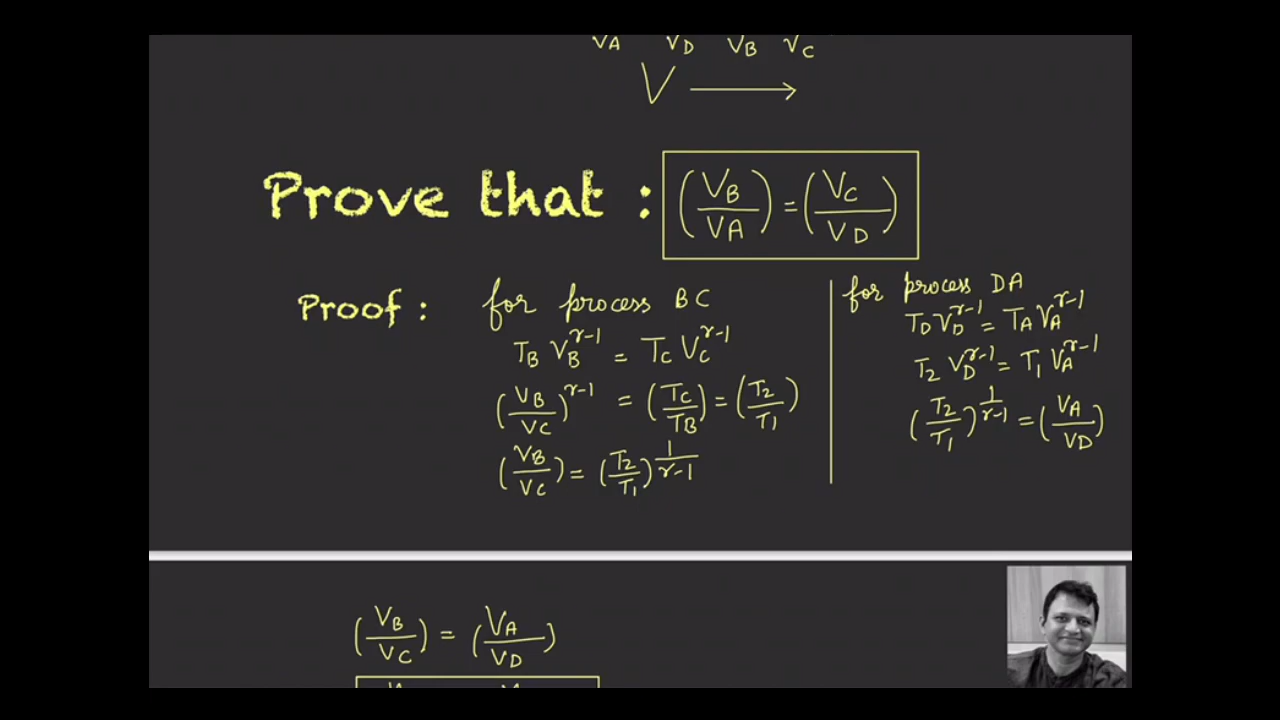 VA VD VB VC
V ⟶
Prove that : (VB/VA) = (VC/VD)
Proof : for process BC
TB VB^γ-1 = TC VC^γ-1
(VB/VC)^γ-1 = (TC/TB) = (T2/T1)
(VB/VC) = (T2/T1)^1/γ-1
for process DA
TD VD^γ-1 = TA VA^γ-1
T2 VD^γ-1 = T1 VA^γ-1
(T2/T1)^1/γ-1 = (VA/VD)
(VB/VC) = (VA/VD)